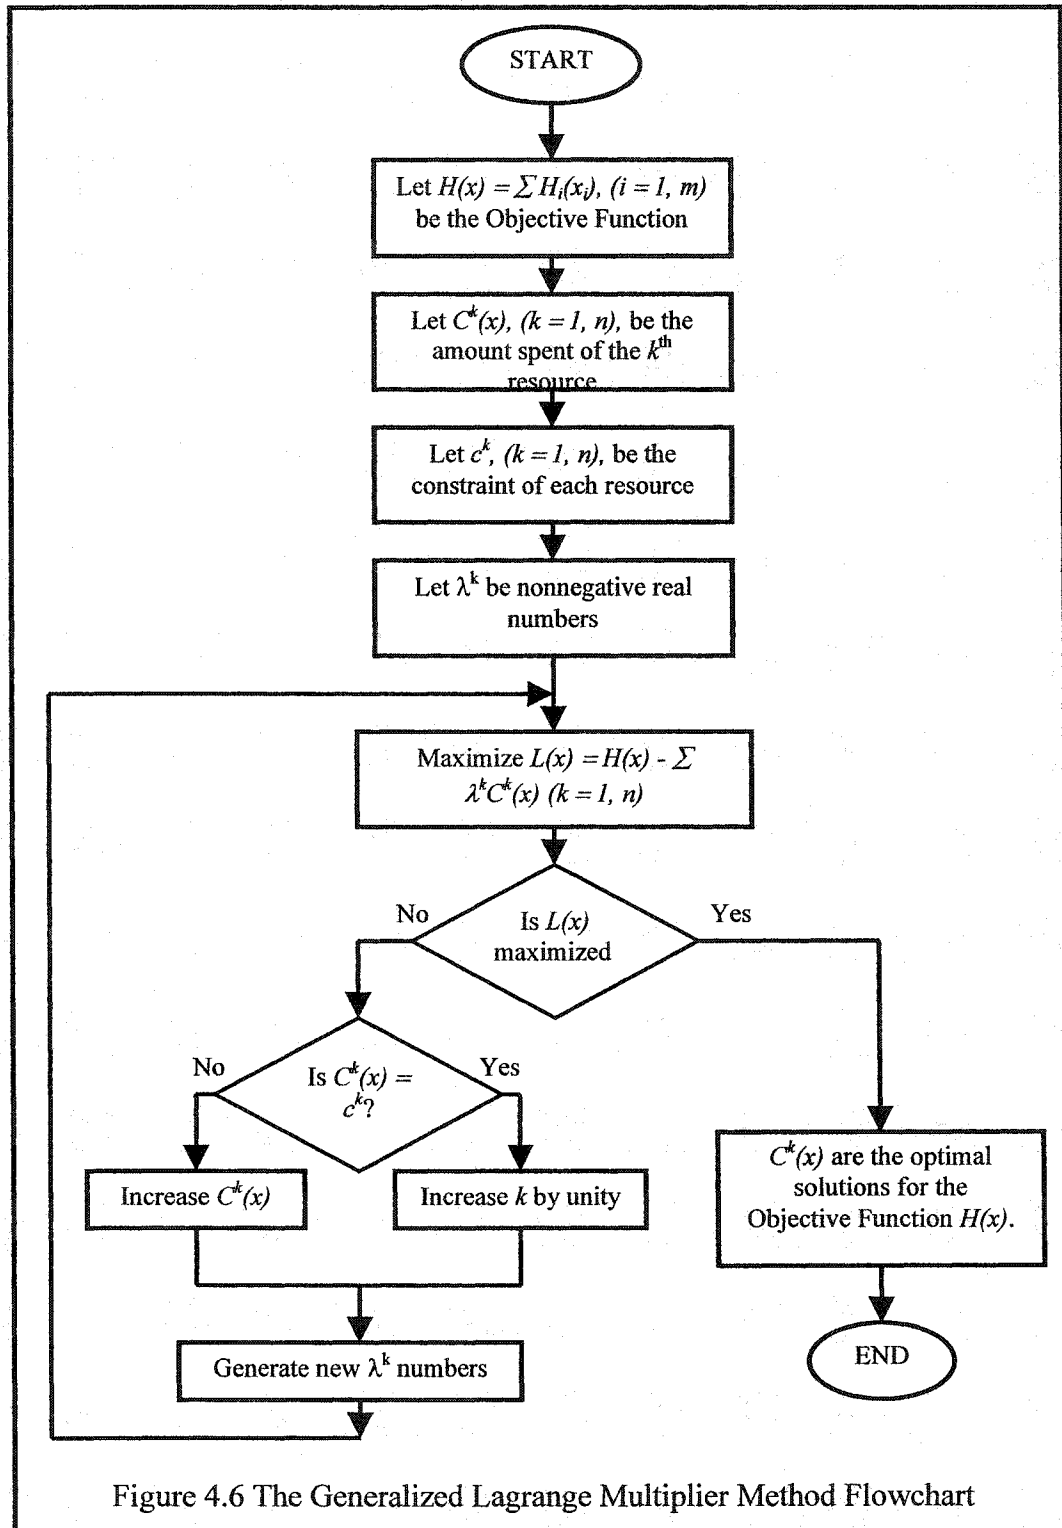 START
Let H(x) = ΣHᵢ(xᵢ), (i = 1, m)
be the Objective Function
Let Cᵏ(x), (k = 1, n), be the
amount spent of the kᵗʰ
resource
Let cᵏ, (k = 1, n), be the
constraint of each resource
Let λᵏ be nonnegative real
numbers
Maximize L(x) = H(x) - Σ
λᵏCᵏ(x) (k = 1, n)
No
Is L(x)
maximized
Yes
No
Is Cᵏ(x) =
cᵏ?
Yes
Increase Cᵏ(x)
Increase k by unity
Cᵏ(x) are the optimal
solutions for the
Objective Function H(x).
Generate new λᵏ numbers
END
Figure 4.6 The Generalized Lagrange Multiplier Method Flowchart